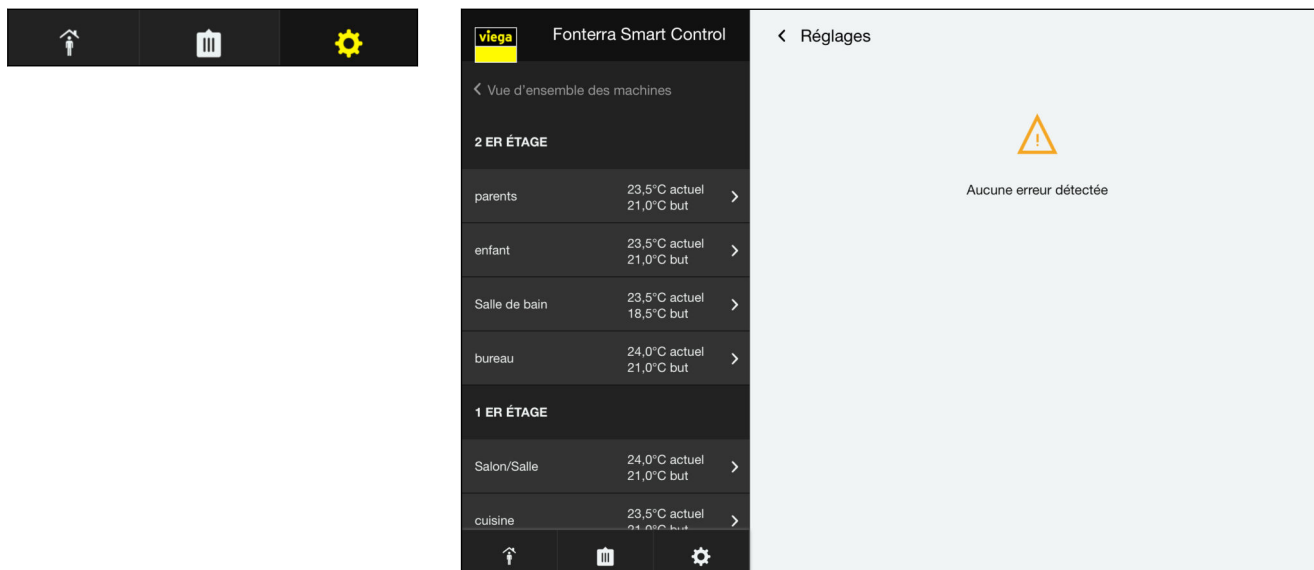 viega
Fonterra Smart Control
Vue d'ensemble des machines
2 ER ÉTAGE
parents
23,5°C actuel
21,0°C but
enfant
23,5°C actuel
21,0°C but
Salle de bain
23,5°C actuel
18,5°C but
bureau
24,0°C actuel
21,0°C but
1 ER ÉTAGE
Salon/Salle
24,0°C actuel
21,0°C but
cuisine
23,5°C actuel
21,0°C but
Réglages
Aucune erreur détectée